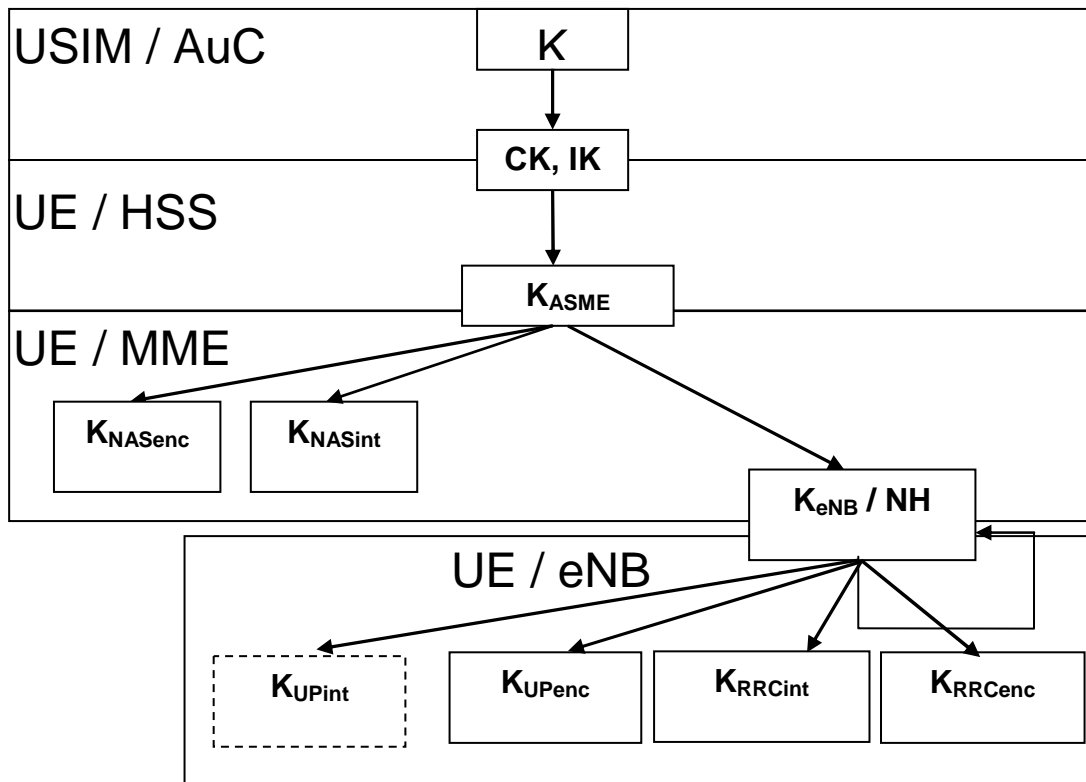 USIM / AuC
K
CK, IK
UE / HSS
KASME
UE / MME
KNASenc
KNASint
KeNB / NH
UE / eNB
KUPint
KUPenc
KRRCint
KRRCenc